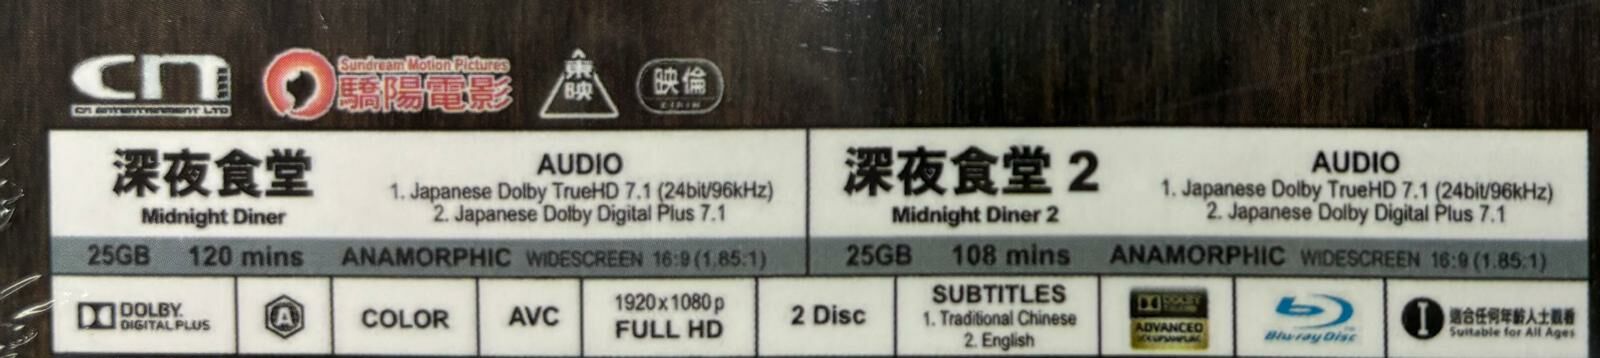 cn
CN ENTERTAINMENT LTD
Sundream Motion Pictures
驕陽電影
東映
映倫
EIRIN
深夜食堂
Midnight Diner
AUDIO
1. Japanese Dolby TrueHD 7.1 (24bit/96kHz)
2. Japanese Dolby Digital Plus 7.1
深夜食堂 2
Midnight Diner 2
AUDIO
1. Japanese Dolby TrueHD 7.1 (24bit/96kHz)
2. Japanese Dolby Digital Plus 7.1
25GB 120 mins ANAMORPHIC WIDESCREEN 16:9 (1.85:1)
25GB 108 mins ANAMORPHIC WIDESCREEN 16:9 (1.85:1)
DOLBY
DIGITAL PLUS
A
COLOR
AVC
1920x1080p
FULL HD
2 Disc
SUBTITLES
1. Traditional Chinese
2. English
DOLBY
ADVANCED
Blu-ray Disc
I
適合任何年齡人士觀看
Suitable for All Ages